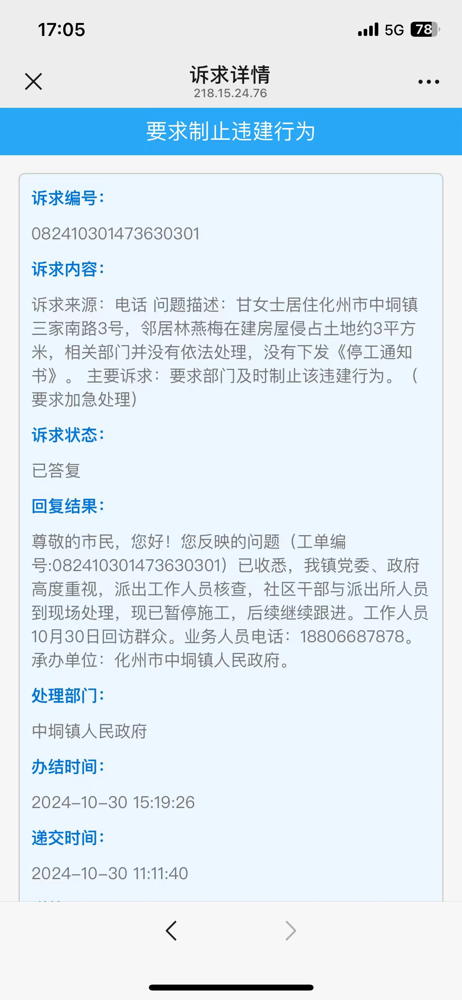 17:05
5G 78
诉求详情
218.15.24.76
要求制止违建行为
诉求编号：
082410301473630301
诉求内容：
诉求来源：电话 问题描述：甘女士居住化州市中垌镇
三家南路3号，邻居林燕梅在建房屋侵占土地约3平方
米，相关部门并没有依法处理，没有下发《停工通知
书》。 主要诉求：要求部门及时制止该违建行为。（
要求加急处理）
诉求状态：
已答复
回复结果：
尊敬的市民，您好！您反映的问题（工单编
号:082410301473630301）已收悉，我镇党委、政府
高度重视，派出工作人员核查，社区干部与派出所人员
到现场处理，现已暂停施工，后续继续跟进。工作人员
10月30日回访群众。业务人员电话：18806687878。
承办单位：化州市中垌镇人民政府。
处理部门：
中垌镇人民政府
办结时间：
2024-10-30 15:19:26
递交时间：
2024-10-30 11:11:40